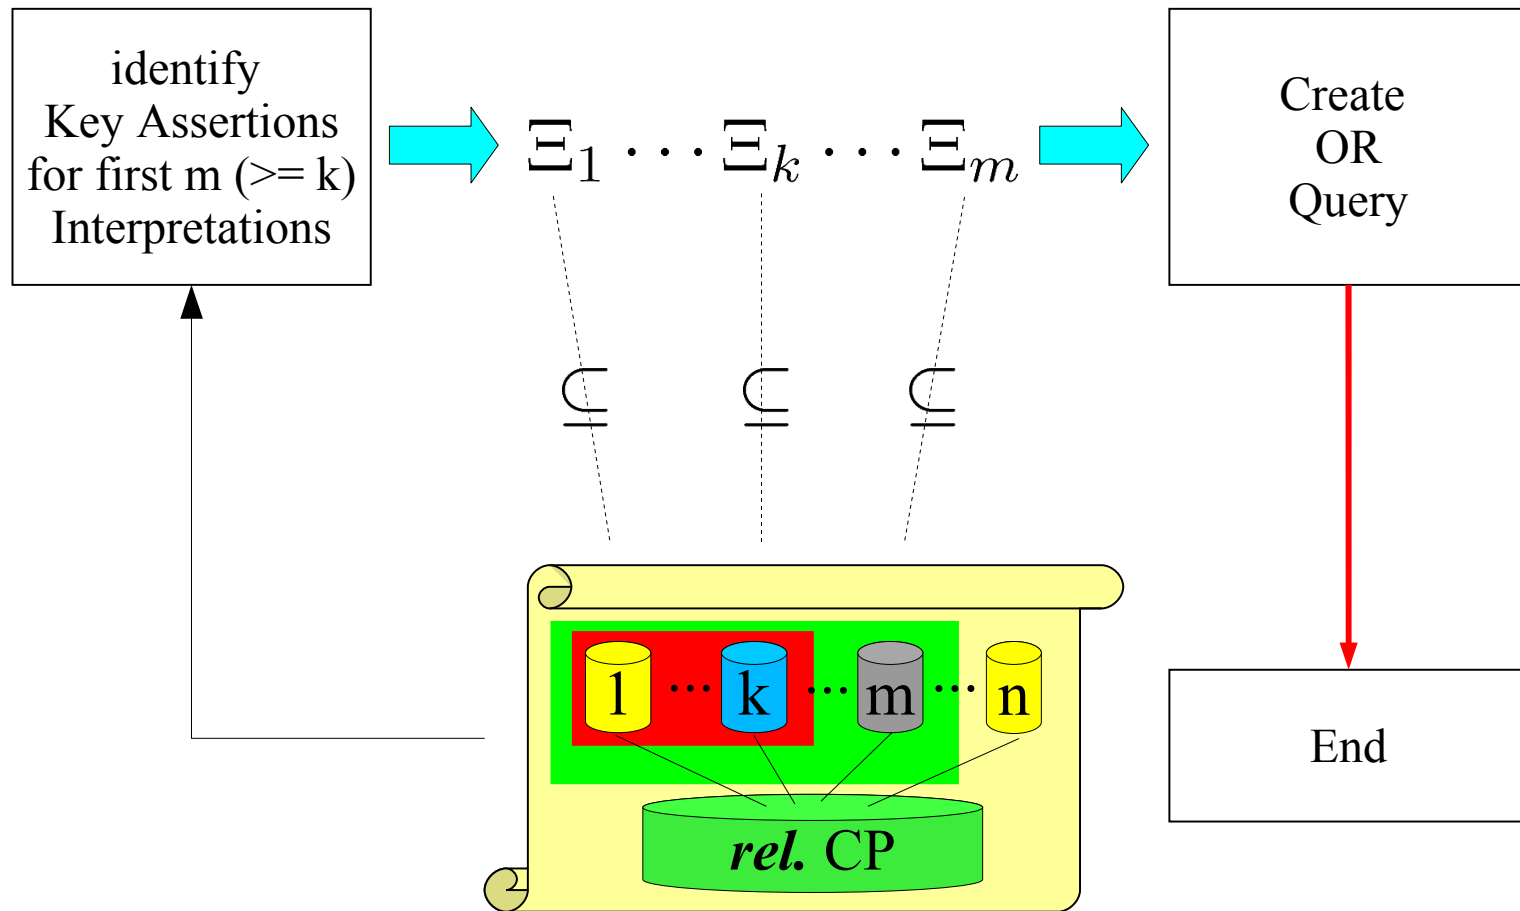 identify
Key Assertions
for first m (>= k)
Interpretations
Ξ₁ ⋯ Ξₖ ⋯ Ξₘ
Create
OR
Query
⊆ ⊆ ⊆
1 ... k ... m ... n
rel. CP
End